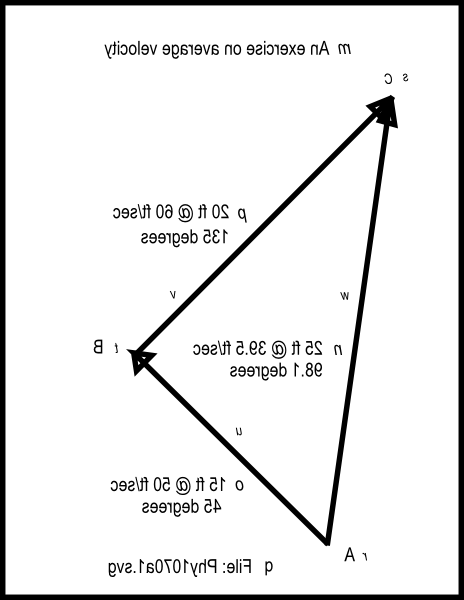 m An exercise on average velocity
s C
p 20 ft @ 60 ft/sec
135 degrees
v
w
t B
n 25 ft @ 39.5 ft/sec
98.1 degrees
u
o 15 ft @ 50 ft/sec
45 degrees
r A
q File: Phy1070a1.svg